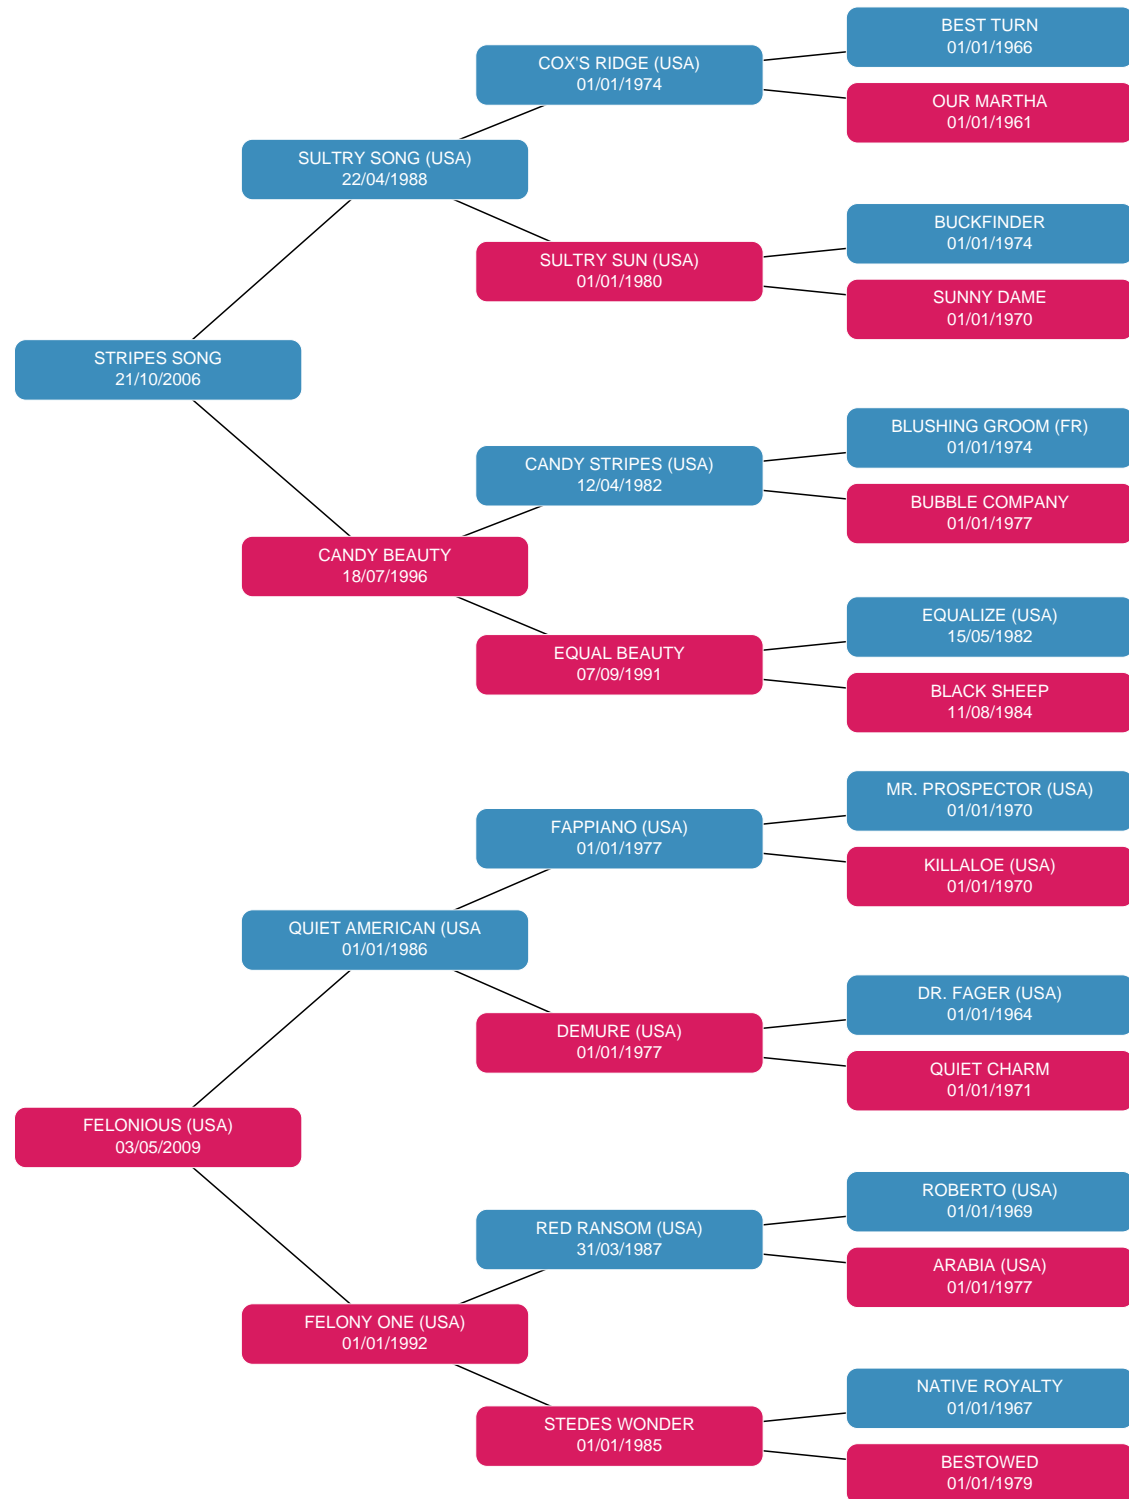 BEST TURN
01/01/1966
COX'S RIDGE (USA)
01/01/1974
OUR MARTHA
01/01/1961
SULTRY SONG (USA)
22/04/1988
BUCKFINDER
01/01/1974
SULTRY SUN (USA)
01/01/1980
SUNNY DAME
01/01/1970
STRIPES SONG
21/10/2006
BLUSHING GROOM (FR)
01/01/1974
CANDY STRIPES (USA)
12/04/1982
BUBBLE COMPANY
01/01/1977
CANDY BEAUTY
18/07/1996
EQUALIZE (USA)
15/05/1982
EQUAL BEAUTY
07/09/1991
BLACK SHEEP
11/08/1984
MR. PROSPECTOR (USA)
01/01/1970
FAPPIANO (USA)
01/01/1977
KILLALOE (USA)
01/01/1970
QUIET AMERICAN (USA
01/01/1986
DR. FAGER (USA)
01/01/1964
DEMURE (USA)
01/01/1977
QUIET CHARM
01/01/1971
FELONIOUS (USA)
03/05/2009
ROBERTO (USA)
01/01/1969
RED RANSOM (USA)
31/03/1987
ARABIA (USA)
01/01/1977
FELONY ONE (USA)
01/01/1992
NATIVE ROYALTY
01/01/1967
STEDES WONDER
01/01/1985
BESTOWED
01/01/1979